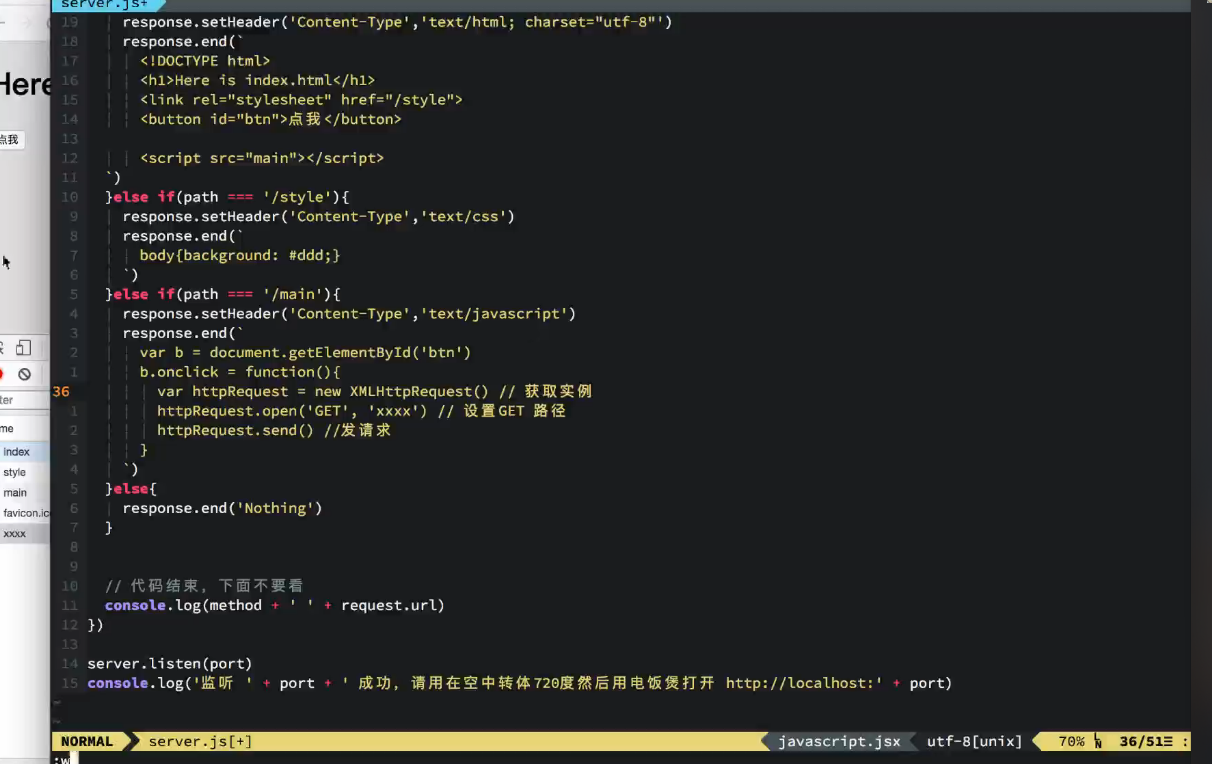 server.js+
19 response.setHeader('Content-Type','text/html; charset="utf-8"')
18 response.end(`
17 <!DOCTYPE html>
16 <h1>Here is index.html</h1>
15 <link rel="stylesheet" href="/style">
14 <button id="btn">点我</button>
13
12 <script src="main"></script>
11 `)
10 }else if(path === '/style'){
9 response.setHeader('Content-Type','text/css')
8 response.end(`
7 body{background: #ddd;}
6 `)
5 }else if(path === '/main'){
4 response.setHeader('Content-Type','text/javascript')
3 response.end(`
2 var b = document.getElementById('btn')
1 b.onclick = function(){
36 var httpRequest = new XMLHttpRequest() // 获取实例
1 httpRequest.open('GET', 'xxxx') // 设置GET 路径
2 httpRequest.send() //发请求
3 }
4 `)
5 }else{
6 response.end('Nothing')
7 }
8
9
10 // 代码结束, 下面不要看
11 console.log(method + ' ' + request.url)
12 })
13
14 server.listen(port)
15 console.log('监听 ' + port + ' 成功, 请用在空中转体720度然后用电饭煲打开 http://localhost:' + port)
~
~
NORMAL server.js[+] javascript.jsx utf-8[unix] 70% 36/51 :
:w
Here
点我
ter
me
index
style
main
favicon.ic
xxxx